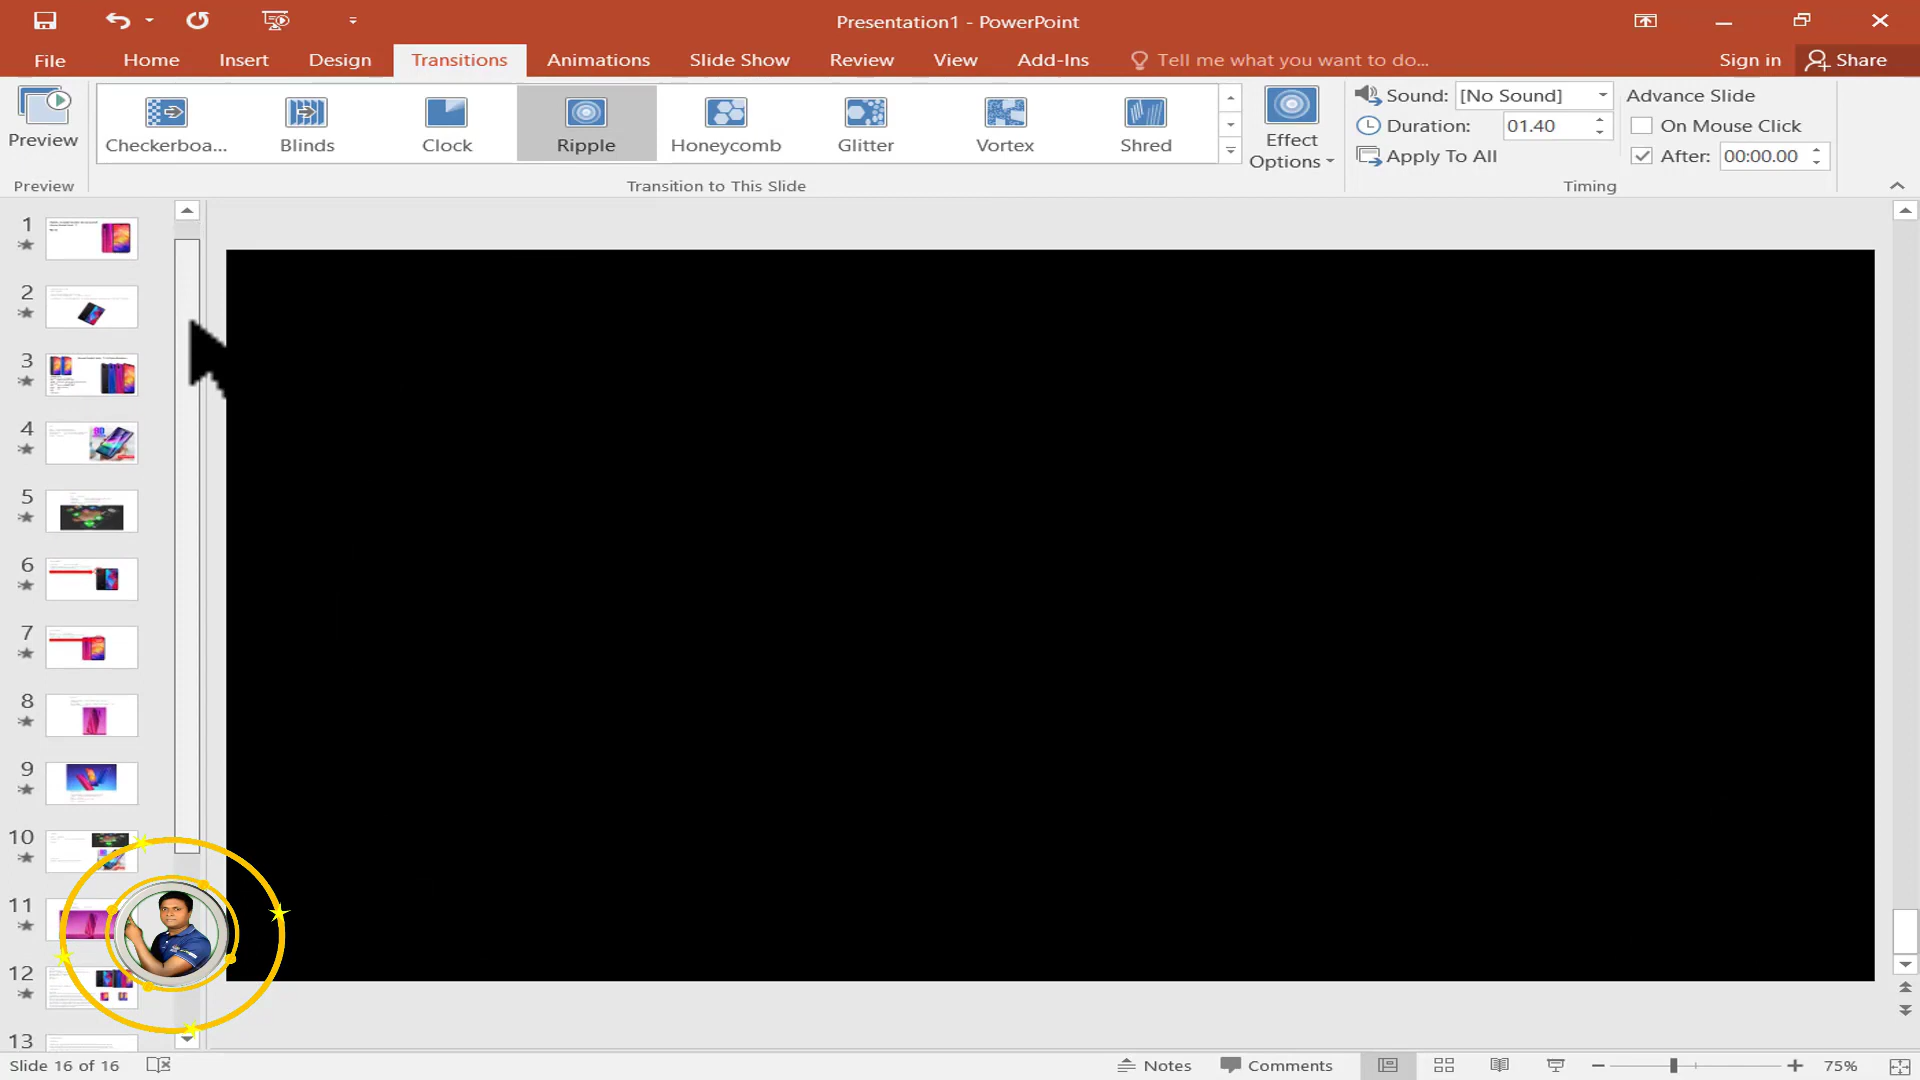 Presentation1 - PowerPoint
File Home Insert Design Transitions Animations Slide Show Review View Add-Ins Tell me what you want to do... Sign in Share
Preview
Checkerboa... Blinds Clock Ripple Honeycomb Glitter Vortex Shred
Effect
Options
Sound: [No Sound]
Duration: 01.40
Apply To All
Advance Slide
On Mouse Click
After: 00:00.00
Preview Transition to This Slide Timing
1
2
3
4
5
6
7
8
9
10
11
12
13
Slide 16 of 16 Notes Comments 75%